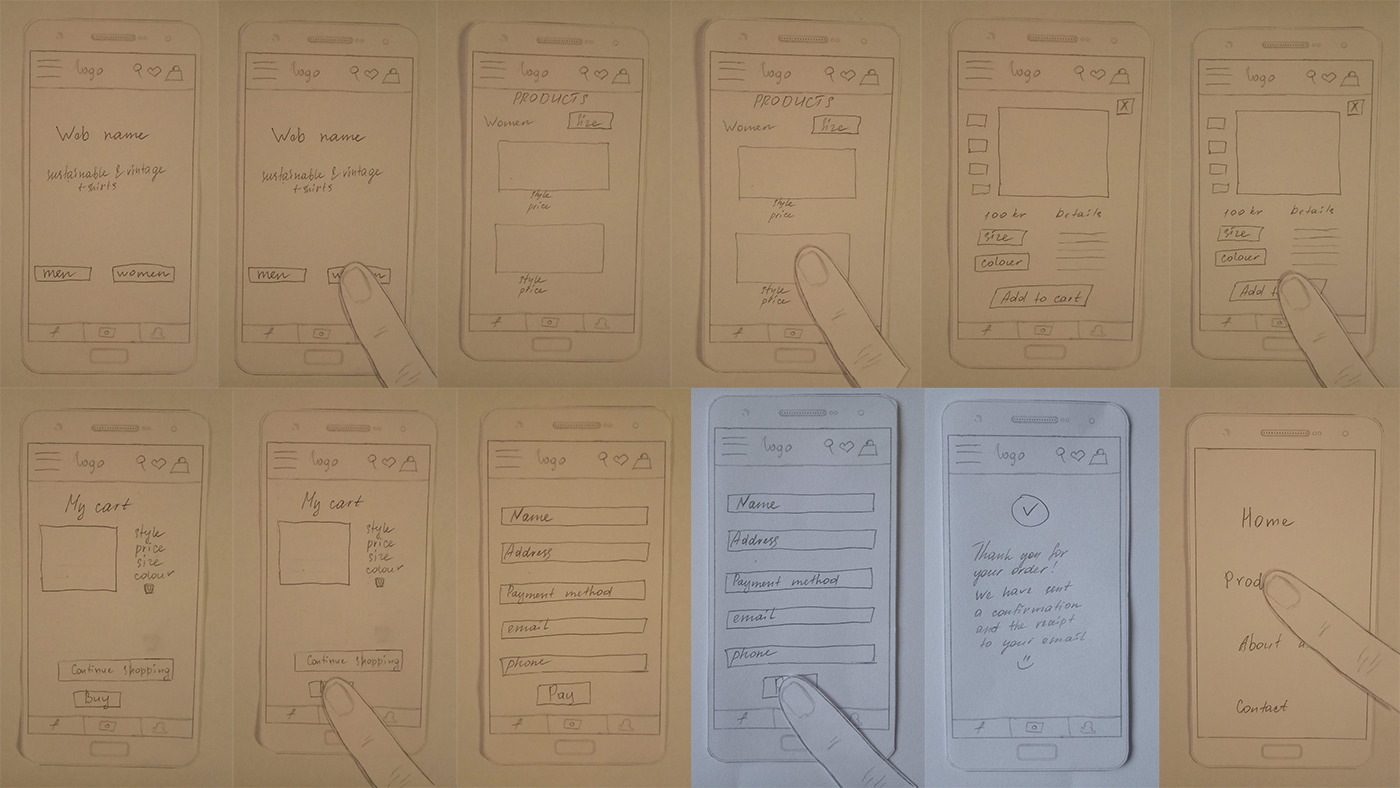 logo
Web name
sustainable & vintage
t-shirts
men women
f
logo
Web name
sustainable & vintage
t-shirts
men
f
logo
PRODUCTS
Women size
style
price
style
price
f
logo
PRODUCTS
Women size
style
price
style
price
f
logo
X
100 kr Details
size
colour
Add to cart
f
logo
X
100 kr Details
size
colour
Add
f
logo
My cart
style
price
size
colour
Continue shopping
Buy
f
logo
My cart
style
price
size
colour
Continue shopping
f
logo
Name
Address
Payment method
email
phone
Pay
f
logo
Name
Address
Payment method
email
phone
f
logo
Thank you for
your order!
We have sent
a confirmation
and the receipt
to your email.
f
Home
Prod
About
Contact